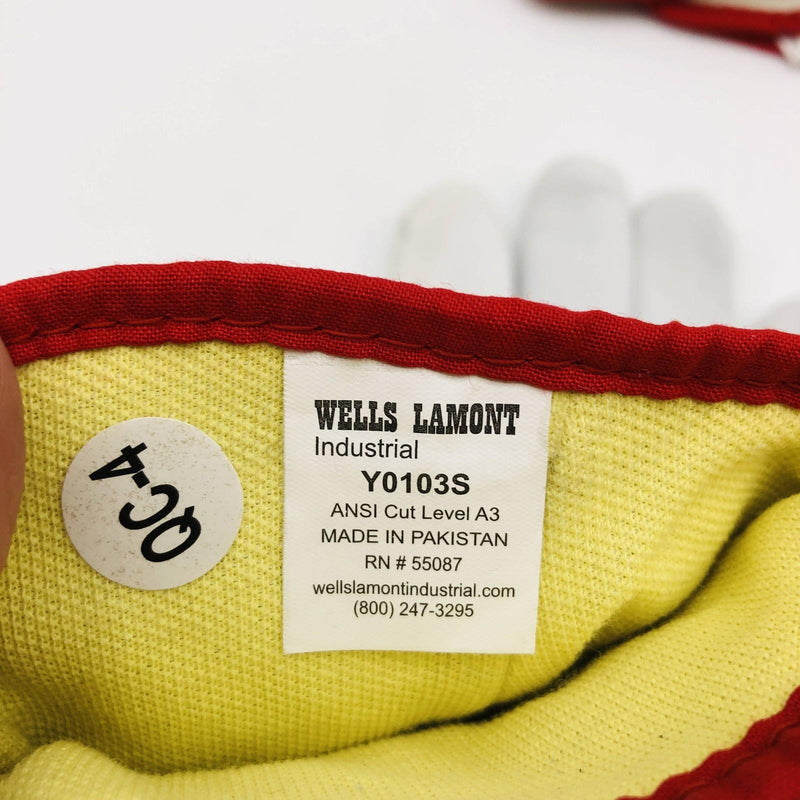 WELLS LAMONT
Industrial
Y0103S
ANSI Cut Level A3
MADE IN PAKISTAN
RN # 55087
wellslamontindustrial.com
(800) 247-3295
QC-4